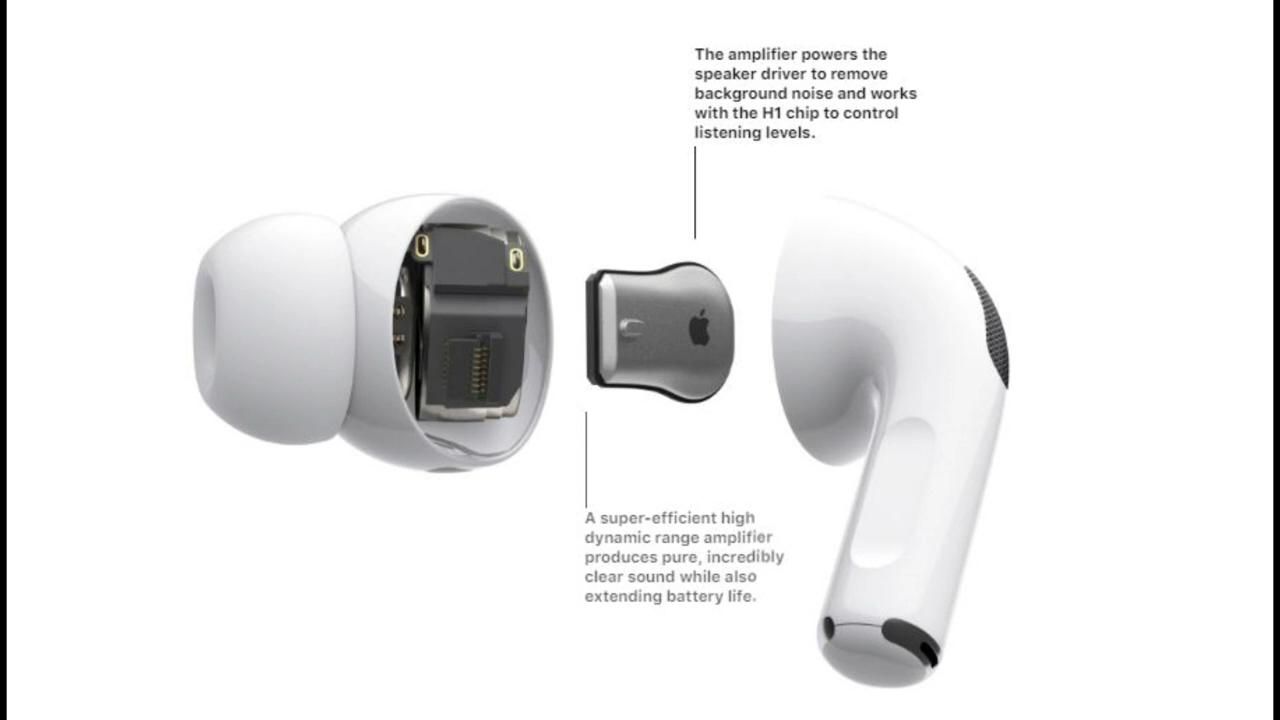 The amplifier powers the
speaker driver to remove
background noise and works
with the H1 chip to control
listening levels.
A super-efficient high
dynamic range amplifier
produces pure, incredibly
clear sound while also
extending battery life.